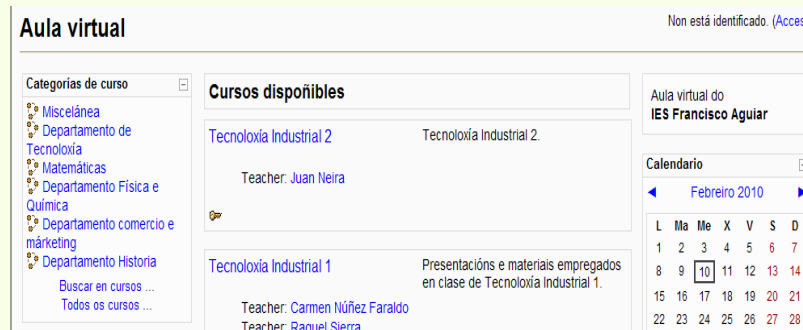 Aula virtual
Non está identificado. (Acces
Categorías de curso
Miscelánea
Departamento de
Tecnoloxía
Matemáticas
Departamento Física e
Química
Departamento comercio e
márketing
Departamento Historia
Buscar en cursos ...
Todos os cursos ...
Cursos dispoñibles
Tecnoloxía Industrial 2
Tecnoloxía Industrial 2.
Teacher: Juan Neira
Tecnoloxía Industrial 1
Presentacións e materiais empregados
en clase de Tecnoloxía Industrial 1.
Teacher: Carmen Núñez Faraldo
Teacher: Raquel Sierra
Aula virtual do
IES Francisco Aguiar
Calendario
Febreiro 2010
L Ma Me X V S D
1 2 3 4 5 6 7
8 9 10 11 12 13 14
15 16 17 18 19 20 21
22 23 24 25 26 27 28